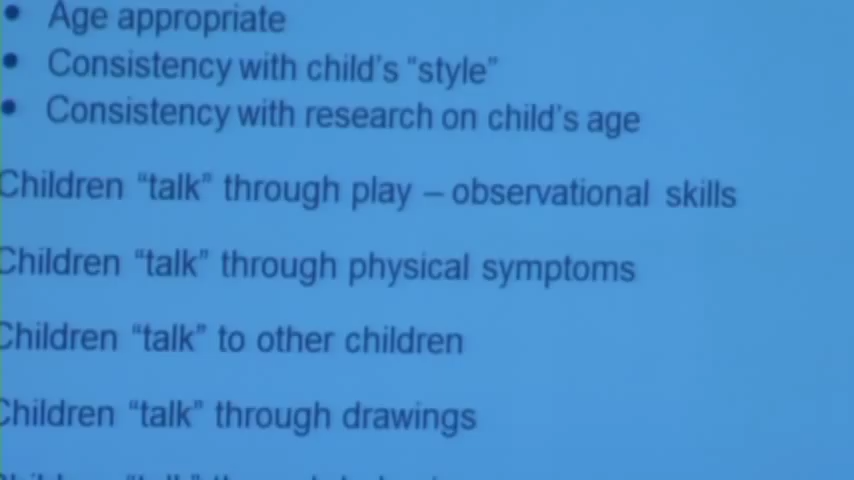 • Age appropriate
• Consistency with child's “style”
• Consistency with research on child's age
Children “talk” through play – observational skills
Children “talk” through physical symptoms
Children “talk” to other children
Children “talk” through drawings